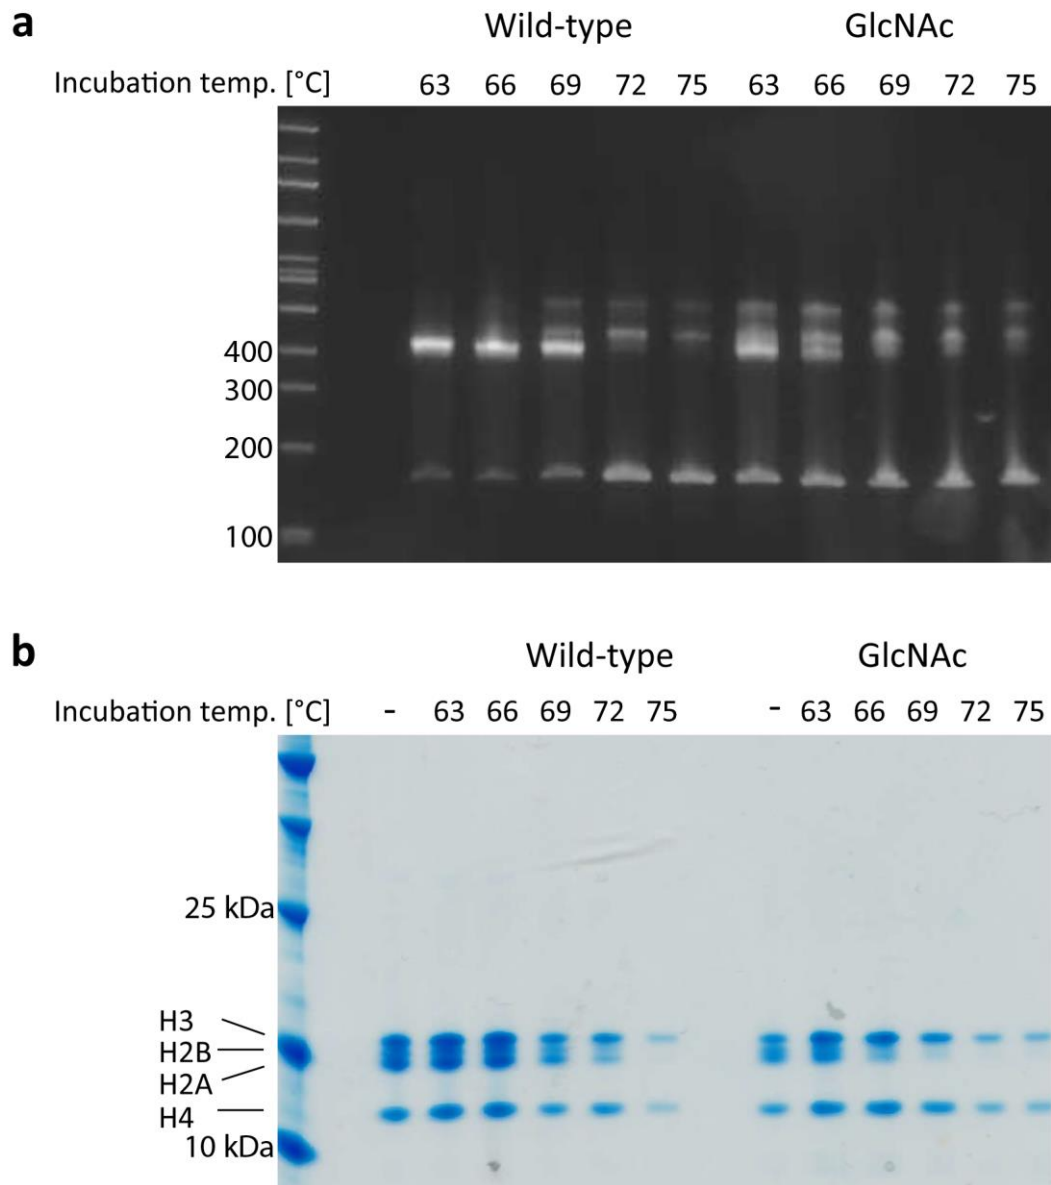 a
Wild-type GlcNAc
Incubation temp. [°C] 63 66 69 72 75 63 66 69 72 75
400
300
200
100
b
Wild-type GlcNAc
Incubation temp. [°C] - 63 66 69 72 75 - 63 66 69 72 75
25 kDa
H3
H2B
H2A
H4
10 kDa